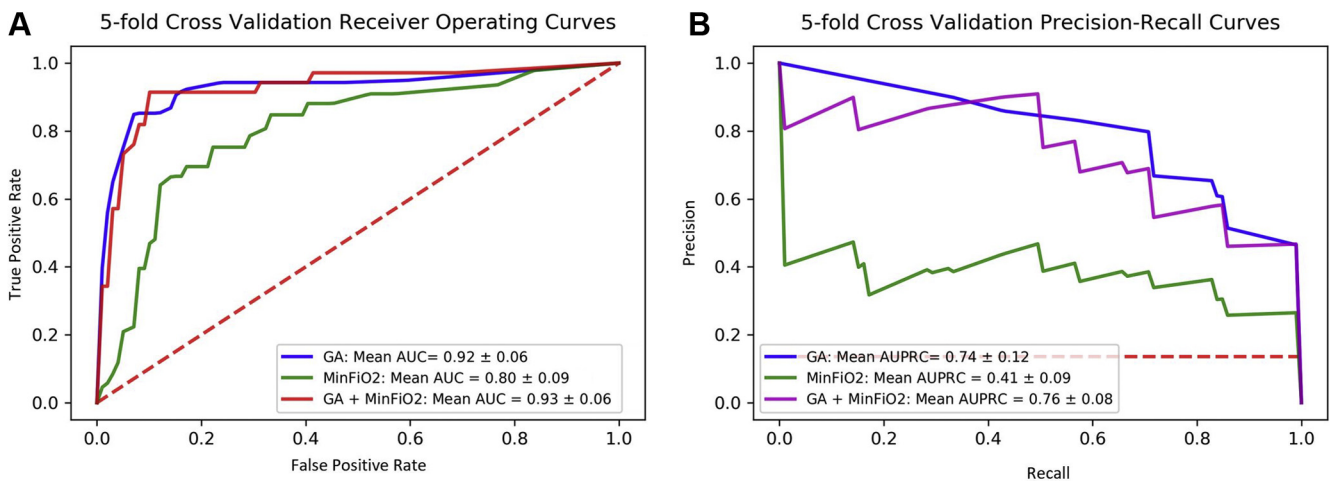 A
5-fold Cross Validation Receiver Operating Curves
1.0
0.8
0.6
0.4
0.2
0.0
True Positive Rate
GA: Mean AUC= 0.92 ± 0.06
MinFiO2: Mean AUC = 0.80 ± 0.09
GA + MinFiO2: Mean AUC = 0.93 ± 0.06
0.0 0.2 0.4 0.6 0.8 1.0
False Positive Rate
B
5-fold Cross Validation Precision-Recall Curves
1.0
0.8
0.6
0.4
0.2
0.0
Precision
GA: Mean AUPRC= 0.74 ± 0.12
MinFiO2: Mean AUPRC = 0.41 ± 0.09
GA + MinFiO2: Mean AUPRC = 0.76 ± 0.08
0.0 0.2 0.4 0.6 0.8 1.0
Recall